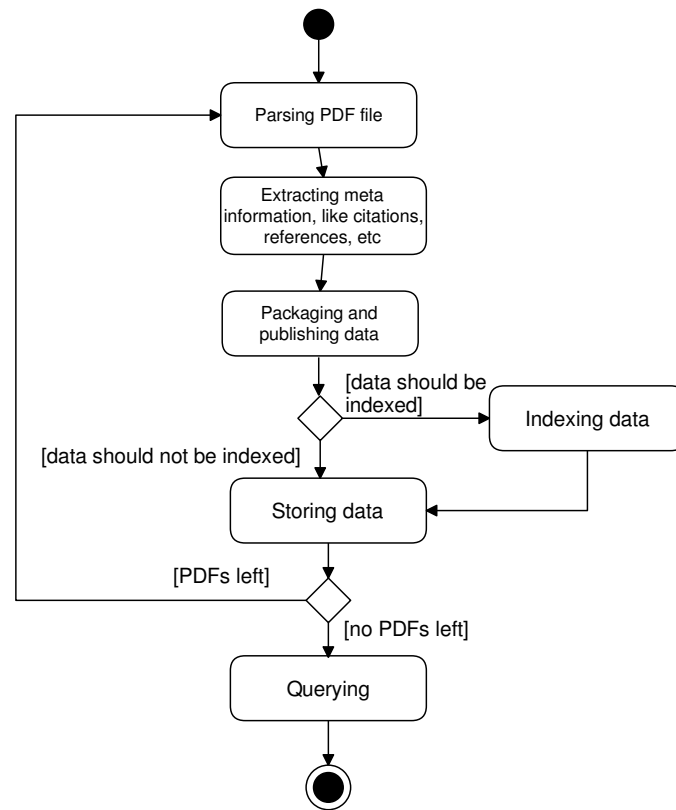 Parsing PDF file
Extracting meta
information, like citations,
references, etc
Packaging and
publishing data
[data should be
indexed]
Indexing data
[data should not be indexed]
Storing data
[PDFs left]
[no PDFs left]
Querying